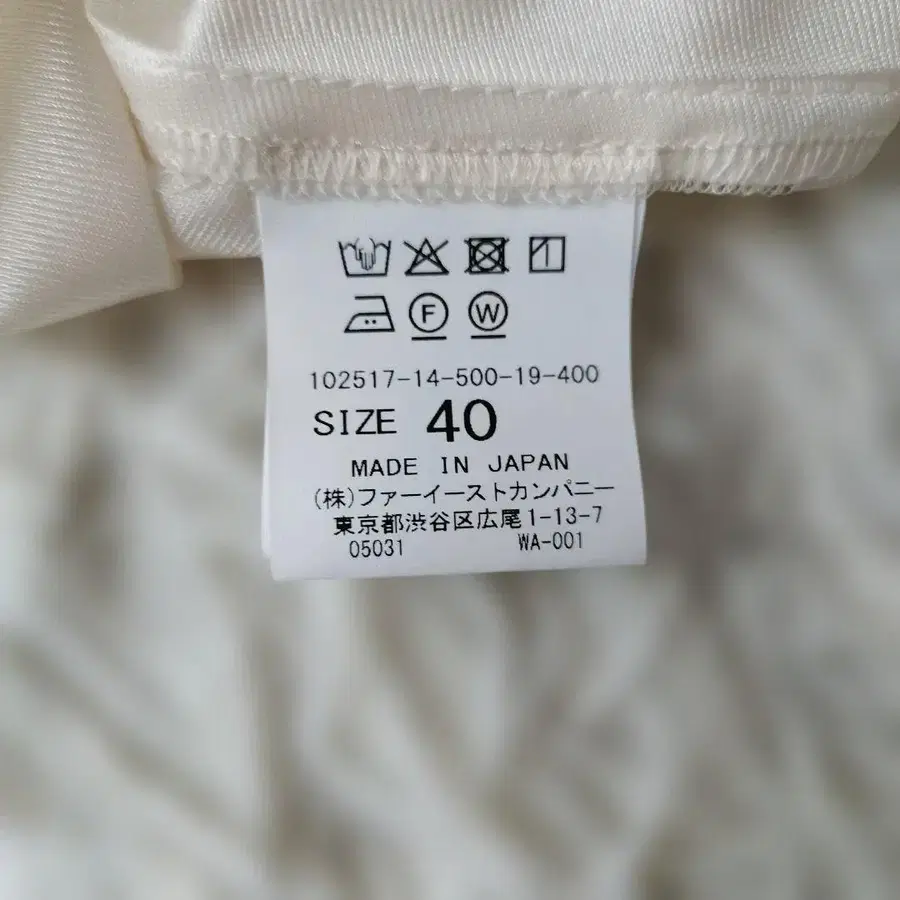 F W
102517-14-500-19-400
SIZE 40
MADE IN JAPAN
(株)ファーイーストカンパニー
東京都渋谷区広尾1-13-7
05031 WA-001